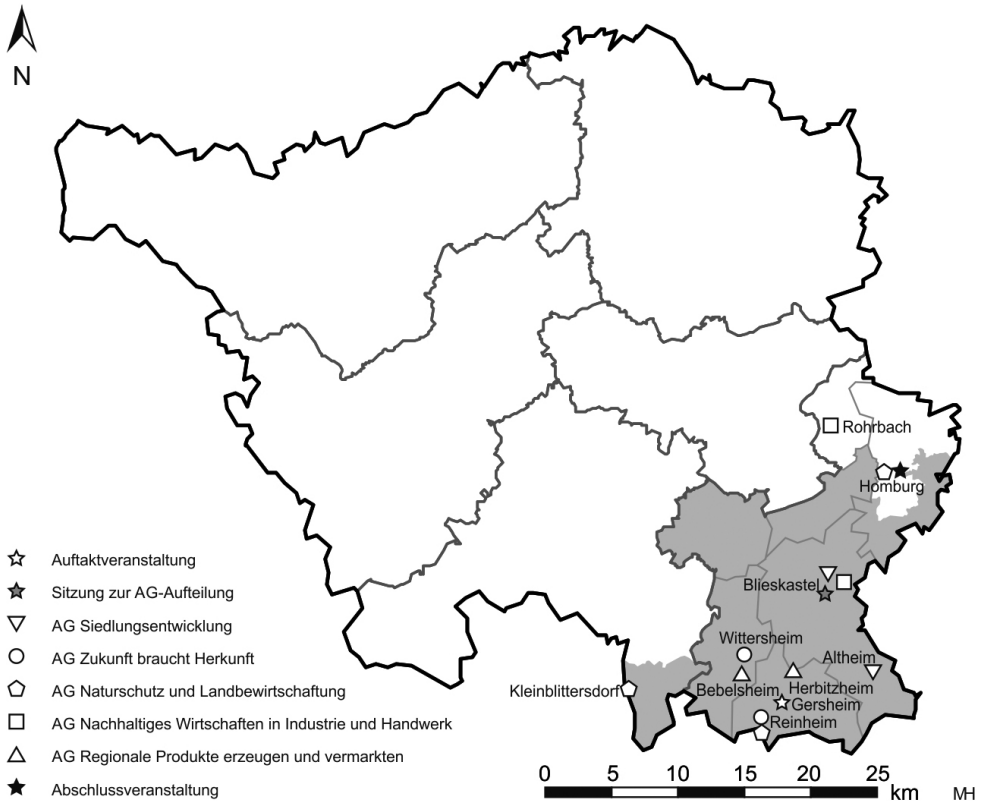 N
Rohrbach
Homburg
Blieskastel
Wittersheim
Altheim
Kleinblittersdorf
Bebelsheim
Herbitzheim
Gersheim
Reinheim
Auftaktveranstaltung
Sitzung zur AG-Aufteilung
AG Siedlungsentwicklung
AG Zukunft braucht Herkunft
AG Naturschutz und Landbewirtschaftung
AG Nachhaltiges Wirtschaften in Industrie und Handwerk
AG Regionale Produkte erzeugen und vermarkten
Abschlussveranstaltung
0 5 10 15 20 25
km
MH